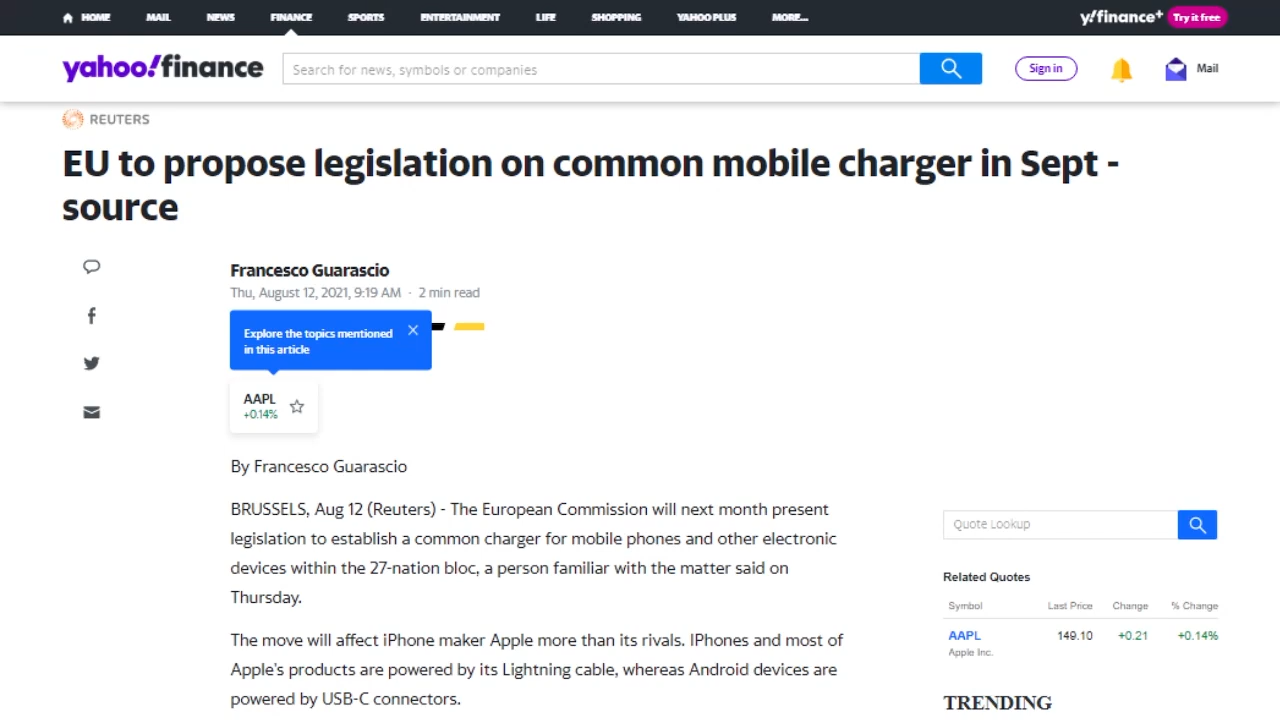 HOME MAIL NEWS FINANCE SPORTS ENTERTAINMENT LIFE SHOPPING YAHOO PLUS MORE... y!finance+ Try it free
yahoo!finance Search for news, symbols or companies Sign in Mail
REUTERS
EU to propose legislation on common mobile charger in Sept -
source
Francesco Guarascio
Thu, August 12, 2021, 9:19 AM · 2 min read
Explore the topics mentioned
in this article
AAPL
+0.14%
By Francesco Guarascio
BRUSSELS, Aug 12 (Reuters) - The European Commission will next month present
legislation to establish a common charger for mobile phones and other electronic
devices within the 27-nation bloc, a person familiar with the matter said on
Thursday.
The move will affect iPhone maker Apple more than its rivals. IPhones and most of
Apple's products are powered by its Lightning cable, whereas Android devices are
powered by USB-C connectors.
Quote Lookup
Related Quotes
Symbol Last Price Change % Change
AAPL 149.10 +0.21 +0.14%
Apple Inc.
TRENDING